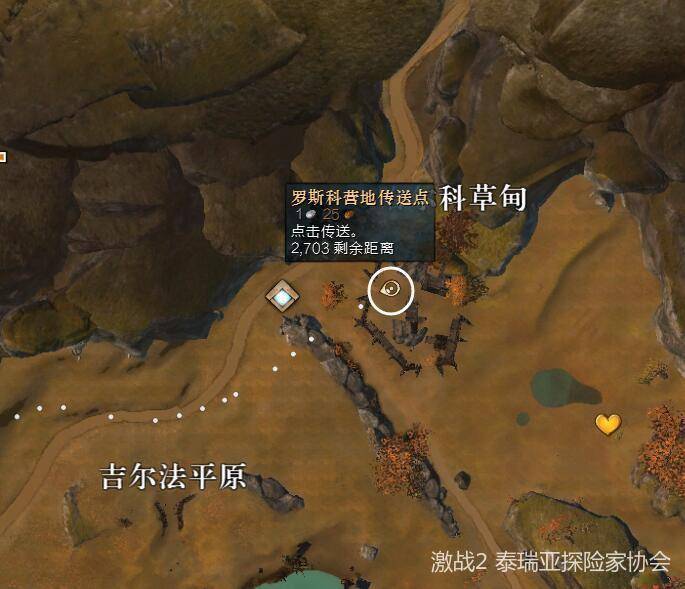 罗斯科营地传送点
1 25
点击传送。
2,703 剩余距离
科草甸
吉尔法平原
激战2 泰瑞亚探险家协会